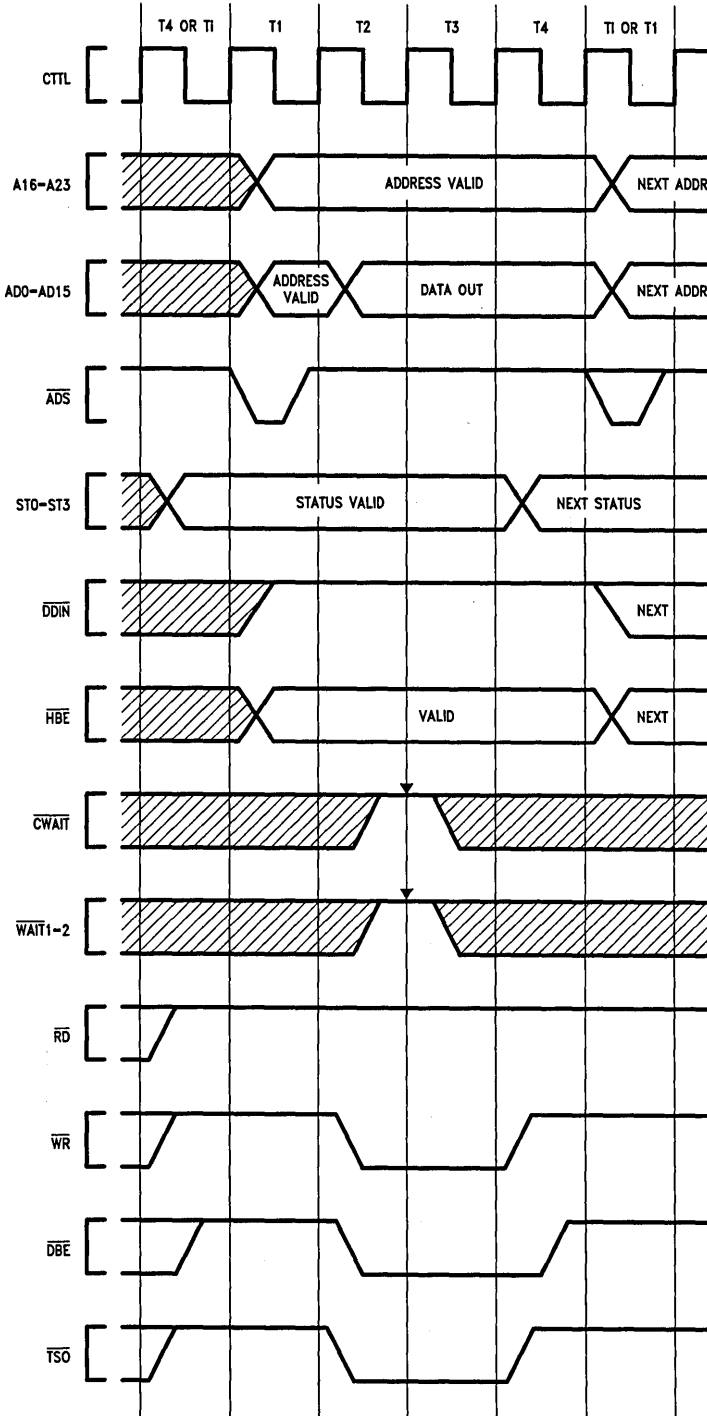 T4 OR Ti T1 T2 T3 T4 Ti OR T1
CTTL
A16-A23 ADDRESS VALID NEXT ADDR
AD0-AD15 ADDRESS VALID DATA OUT NEXT ADDR
ADS
ST0-ST3 STATUS VALID NEXT STATUS
DDIN NEXT
HBE VALID NEXT
CWAIT
WAIT1-2
RD
WR
DBE
TSO